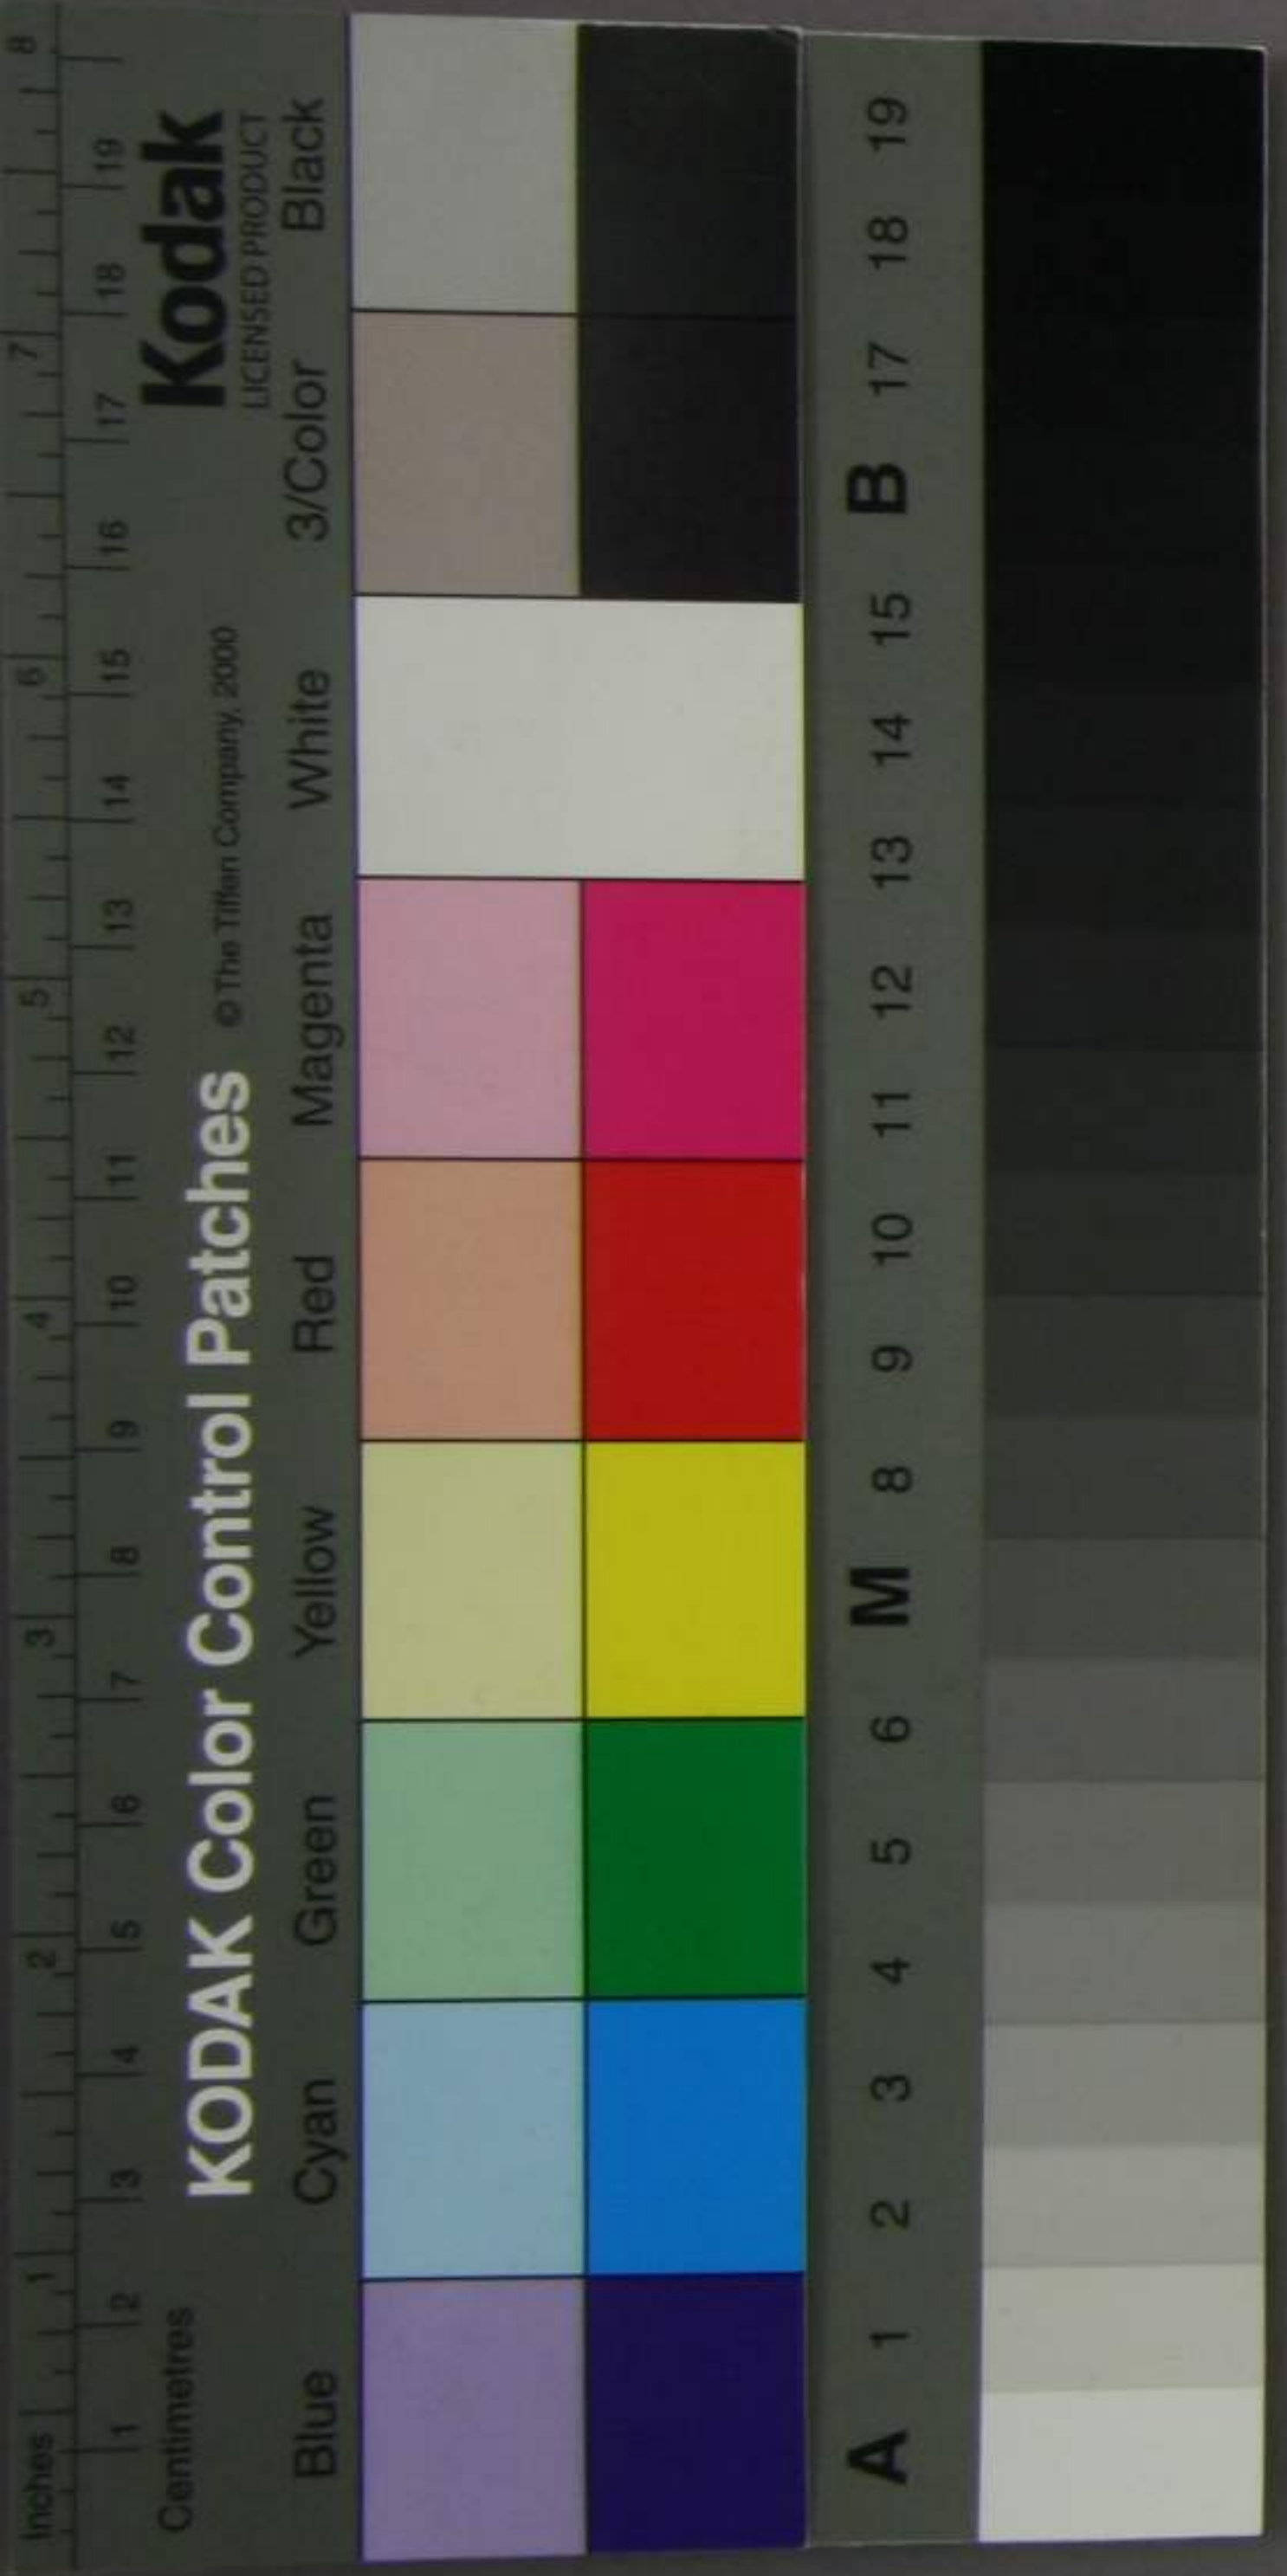 Inches 1 2 3 4 5 6 7 8
1 2 3 4 5 6 7 8 9 10 11 12 13 14 15 16 17 18 19
Centimetres
KODAK Color Control Patches © The Tiffen Company, 2000 Kodak
LICENSED PRODUCT
Blue Cyan Green Yellow Red Magenta White 3/Color Black
A 1 2 3 4 5 6 M 8 9 10 11 12 13 14 15 B 17 18 19